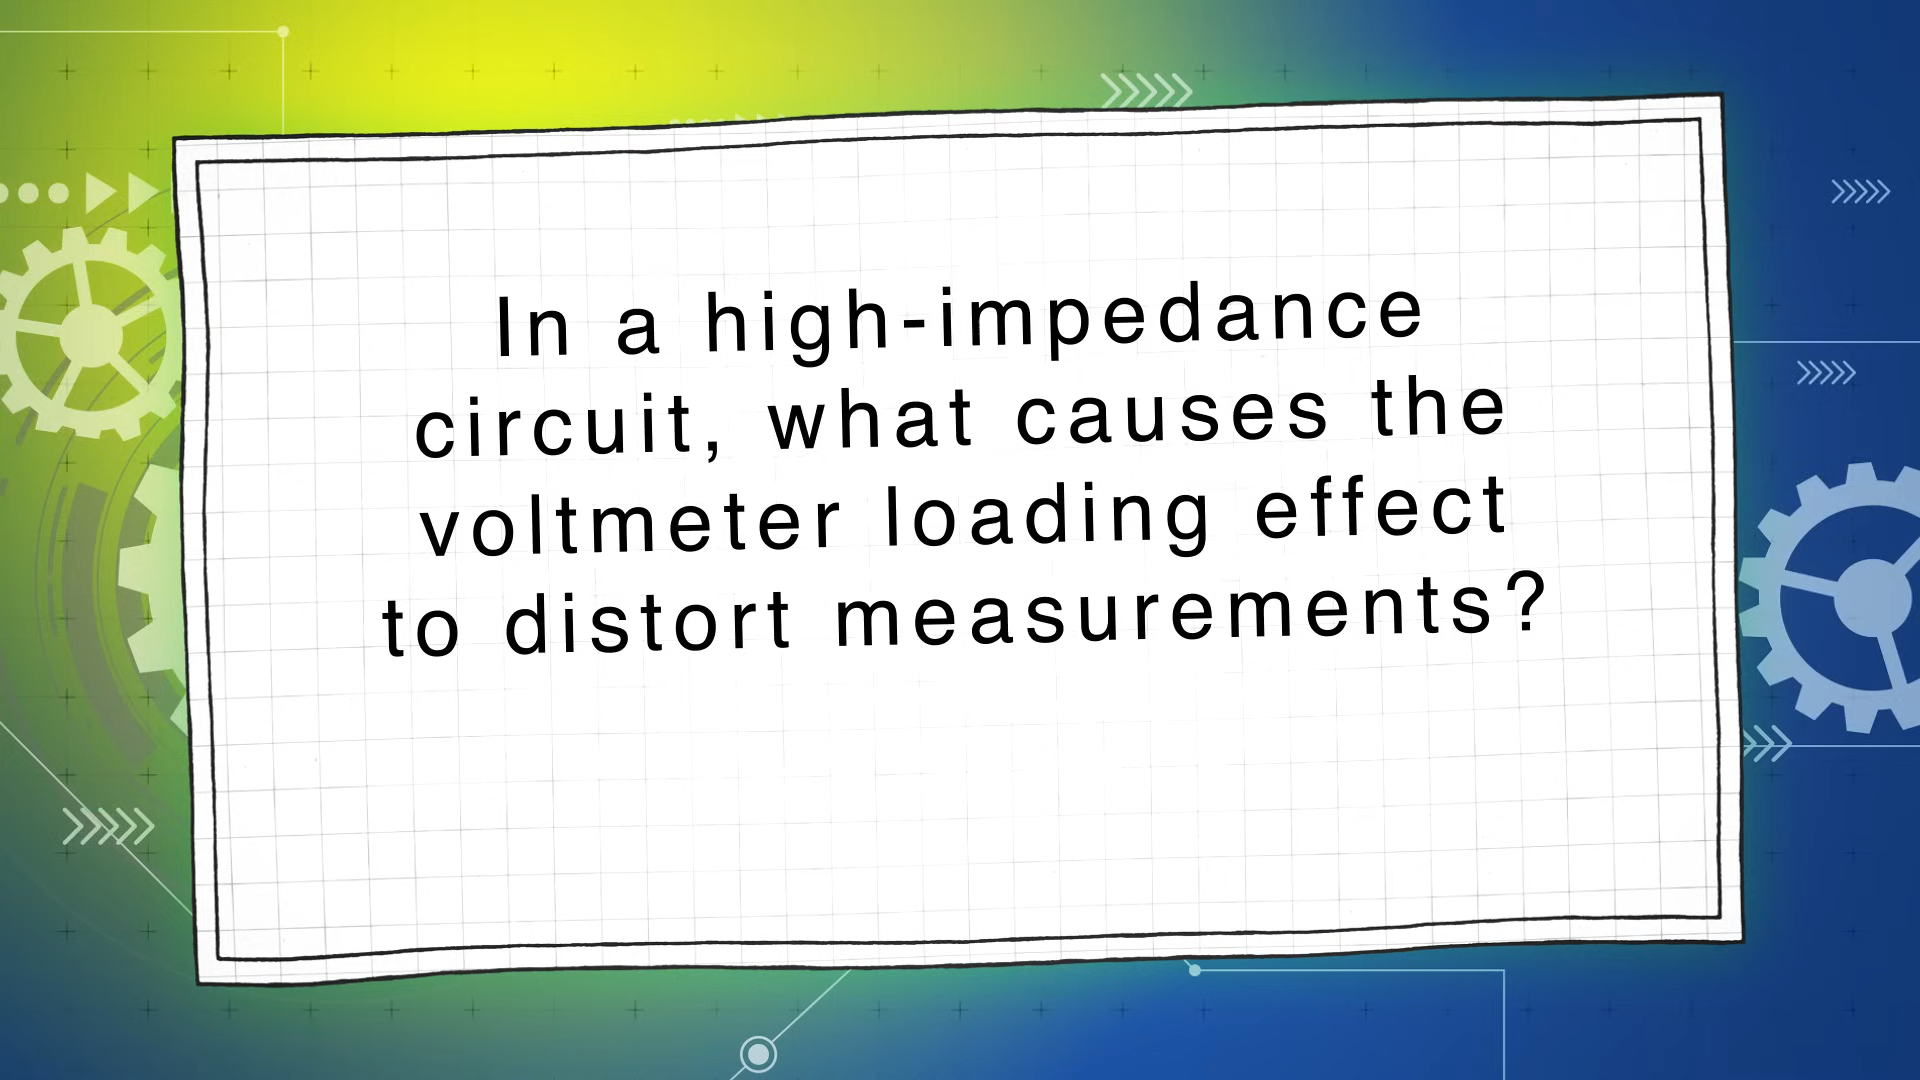 In a high-impedance
circuit, what causes the
voltmeter loading effect
to distort measurements?